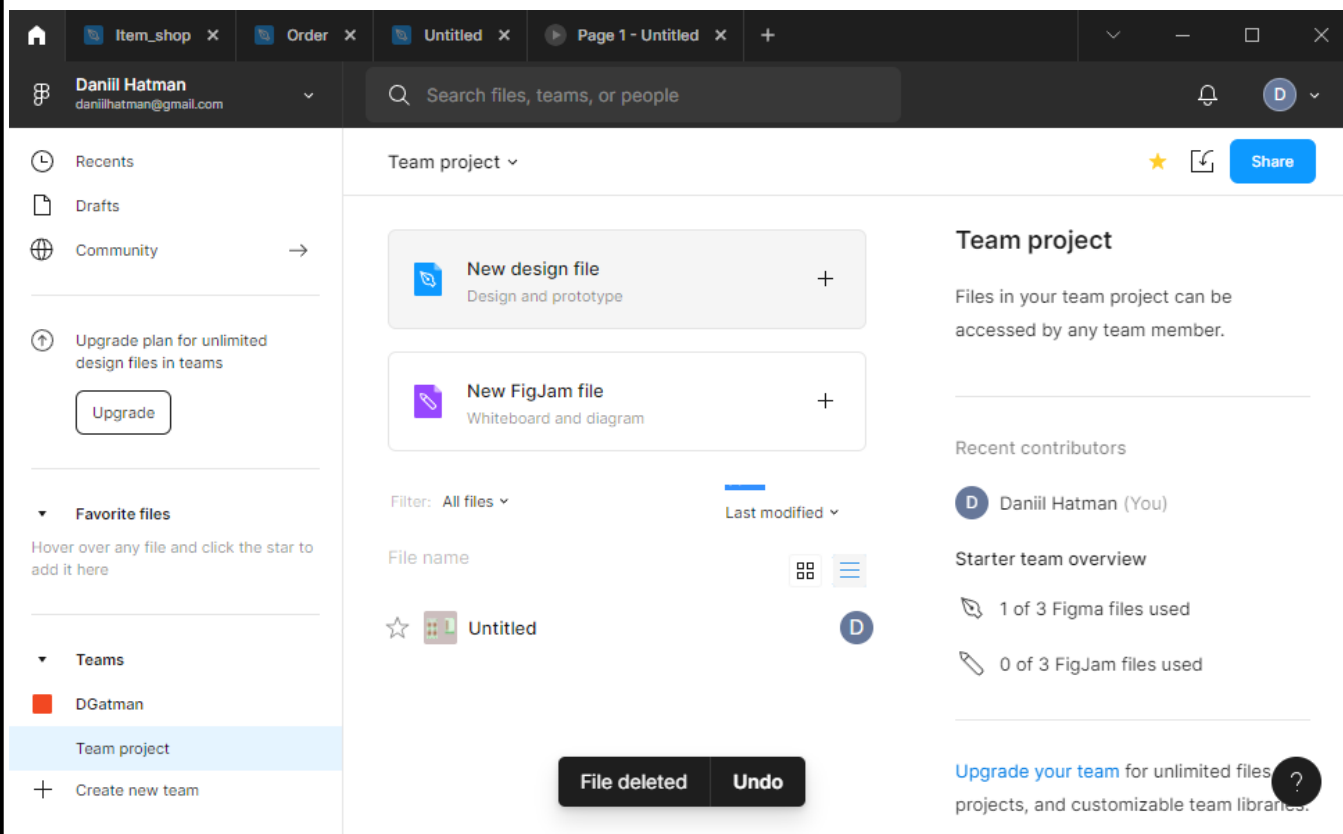 Item_shop
Order
Untitled
Page 1 - Untitled
Daniil Hatman
daniilhatman@gmail.com
Search files, teams, or people
D
Recents
Drafts
Community
Upgrade plan for unlimited
design files in teams
Upgrade
Favorite files
Hover over any file and click the star to
add it here
Teams
DGatman
Team project
Create new team
Team project
Share
New design file
Design and prototype
New FigJam file
Whiteboard and diagram
Filter: All files
Last modified
File name
Untitled
D
File deleted
Undo
Team project
Files in your team project can be
accessed by any team member.
Recent contributors
D
Daniil Hatman (You)
Starter team overview
1 of 3 Figma files used
0 of 3 FigJam files used
Upgrade your team for unlimited files
projects, and customizable team libraries.
?